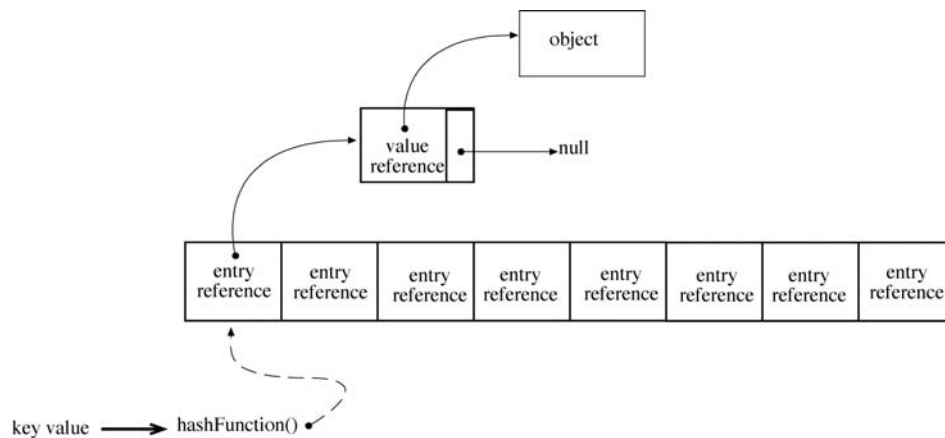 object
value
reference
null
entry
reference
entry
reference
entry
reference
entry
reference
entry
reference
entry
reference
entry
reference
entry
reference
key value
hashFunction()